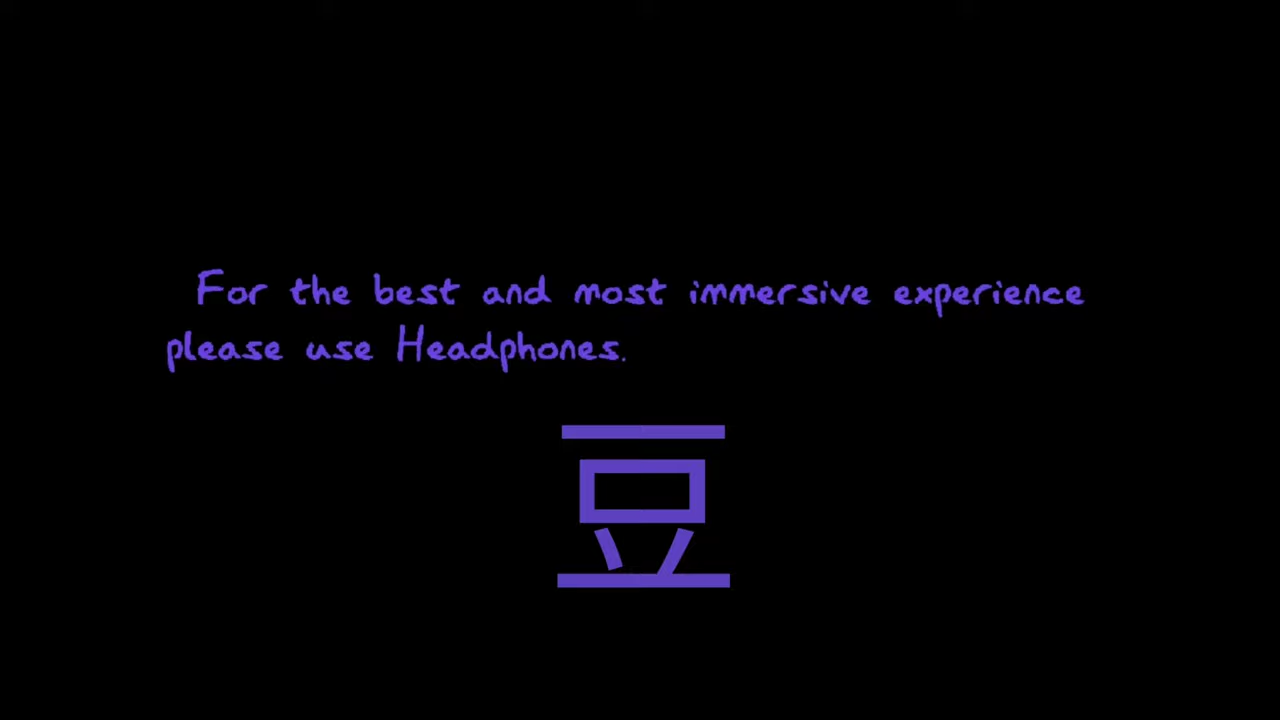 For the best and most immersive experience
please use Headphones.
豆